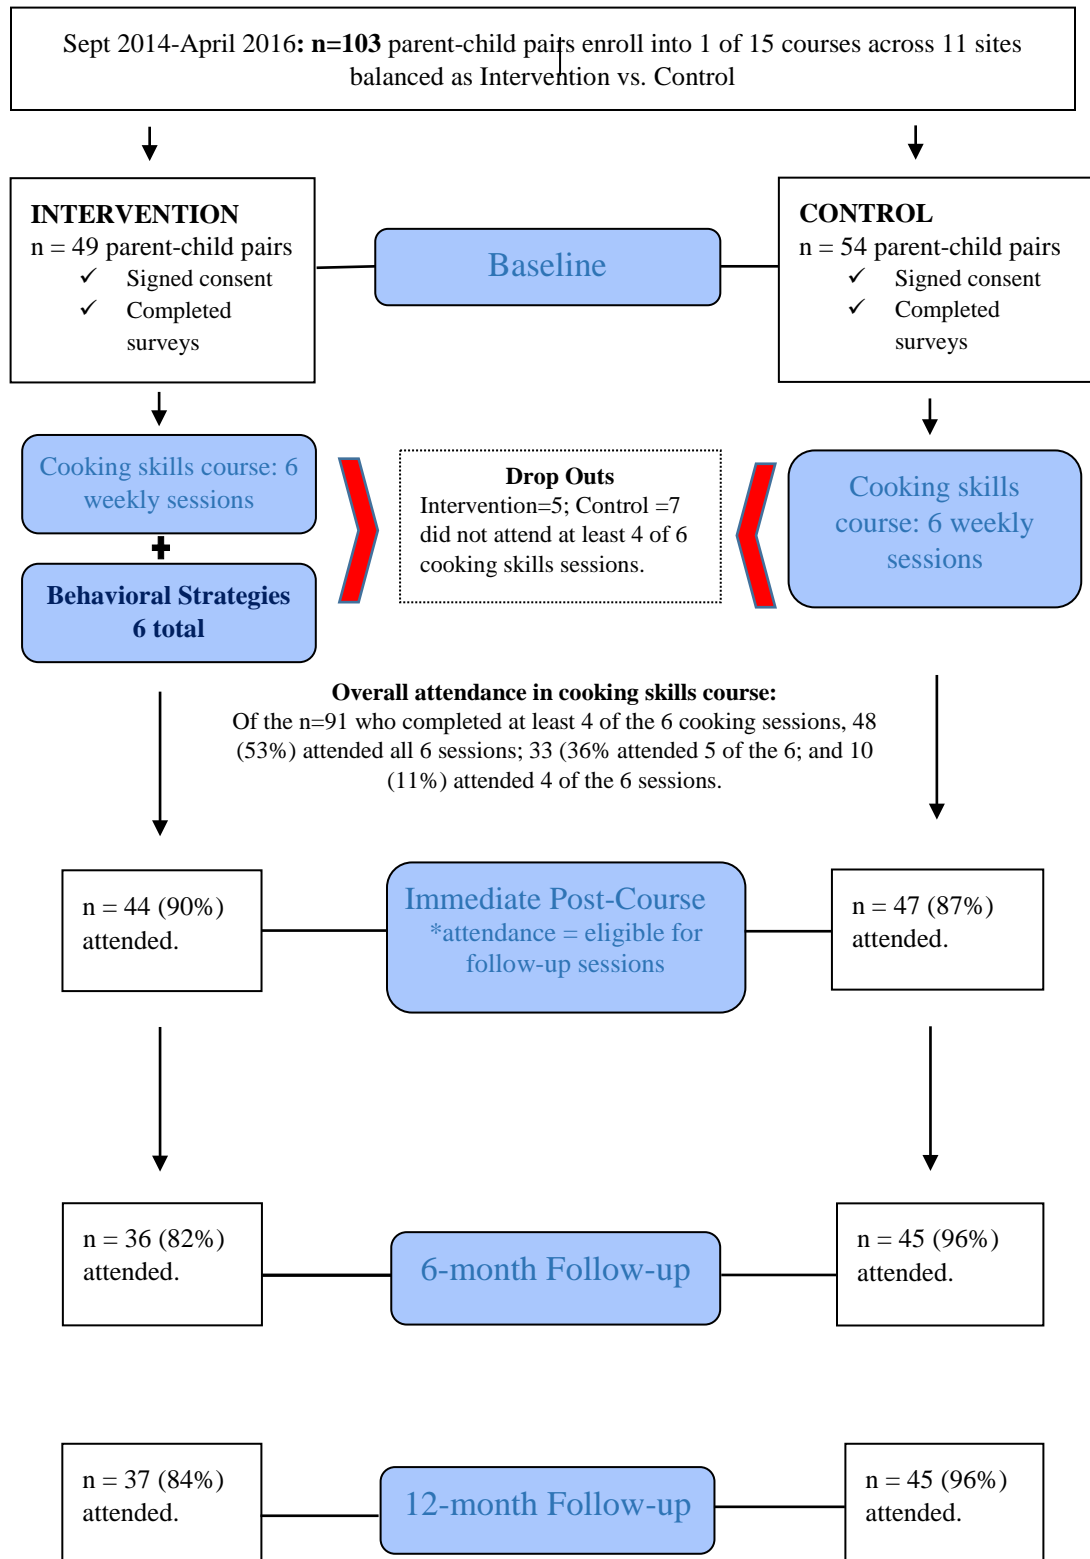 Sept 2014-April 2016: n=103 parent-child pairs enroll into 1 of 15 courses across 11 sites
balanced as Intervention vs. Control
INTERVENTION
n = 49 parent-child pairs
✓ Signed consent
✓ Completed
surveys
Baseline
CONTROL
n = 54 parent-child pairs
✓ Signed consent
✓ Completed
surveys
Cooking skills course: 6
weekly sessions
Behavioral Strategies
6 total
Drop Outs
Intervention=5; Control =7
did not attend at least 4 of 6
cooking skills sessions.
Cooking skills
course: 6 weekly
sessions
Overall attendance in cooking skills course:
Of the n=91 who completed at least 4 of the 6 cooking sessions, 48
(53%) attended all 6 sessions; 33 (36% attended 5 of the 6; and 10
(11%) attended 4 of the 6 sessions.
n = 44 (90%)
attended.
Immediate Post-Course
*attendance = eligible for
follow-up sessions
n = 47 (87%)
attended.
n = 36 (82%)
attended.
6-month Follow-up
n = 45 (96%)
attended.
n = 37 (84%)
attended.
12-month Follow-up
n = 45 (96%)
attended.